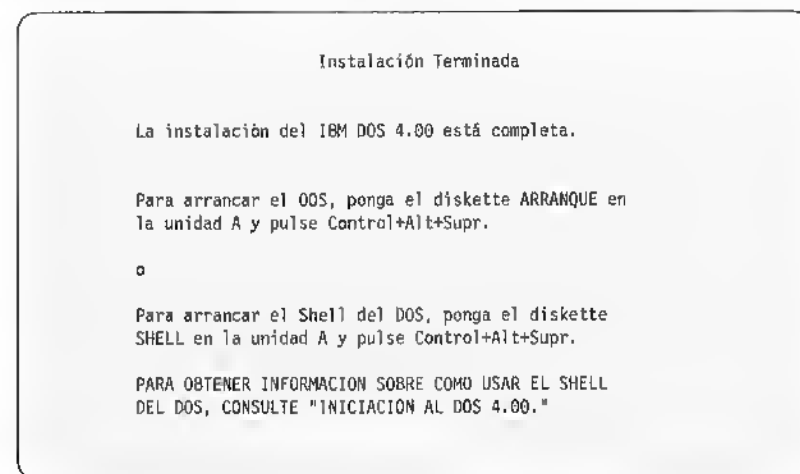 Instalación Terminada
La instalación del IBM DOS 4.00 está completa.
Para arrancar el DOS, ponga el diskette ARRANQUE en
la unidad A y pulse Control+Alt+Supr.
o
Para arrancar el Shell del DOS, ponga el diskette
SHELL en la unidad A y pulse Control+Alt+Supr.
PARA OBTENER INFORMACION SOBRE COMO USAR EL SHELL
DEL DOS, CONSULTE "INICIACION AL DOS 4.00."